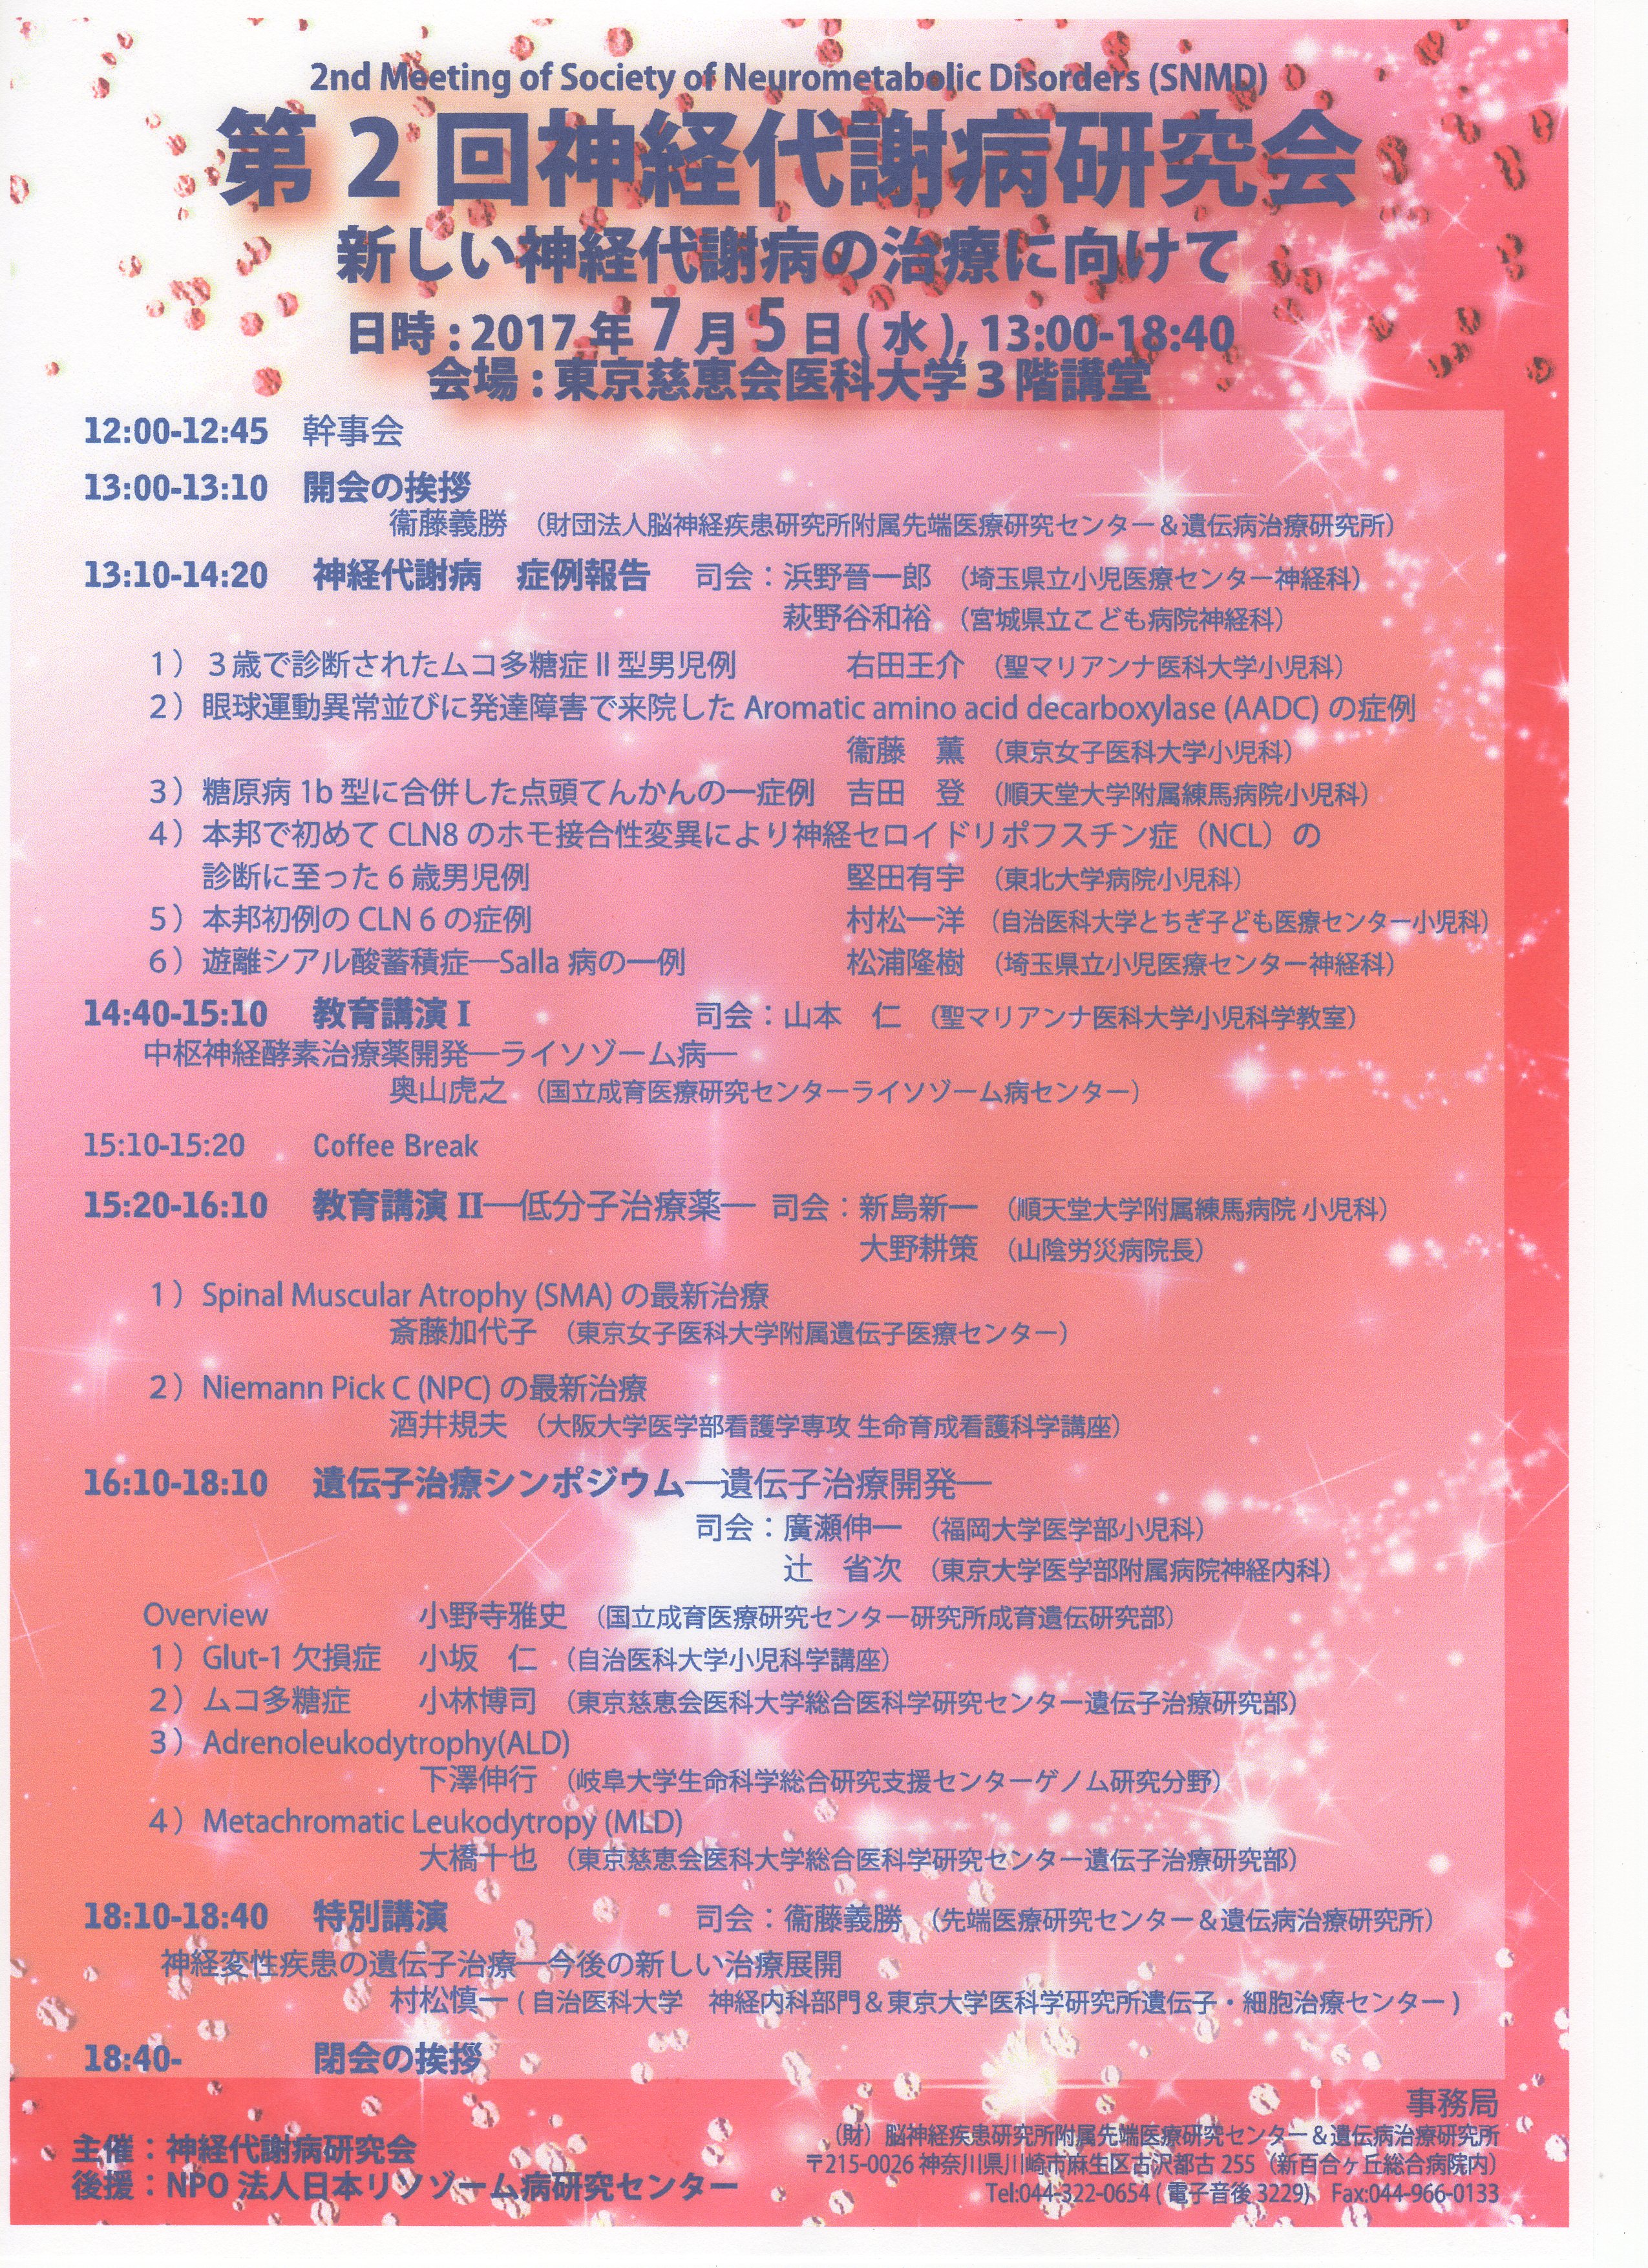 2nd Meeting of Society of Neurometabolic Disorders (SNMD)
第 2 回神経代謝病研究会
新しい神経代謝病の治療に向けて
日時 : 2017 年 7 月 5 日 ( 水 ), 13:00-18:40
会場 : 東京慈恵会医科大学 3 階講堂
12:00-12:45 幹事会
13:00-13:10 開会の挨拶
衞藤義勝 （財団法人脳神経疾患研究所附属先端医療研究センター＆遺伝病治療研究所）
13:10-14:20 神経代謝病 症例報告 司会：浜野晉一郎 （埼玉県立小児医療センター神経科）
萩野谷和裕 （宮城県立こども病院神経科）
１）３歳で診断されたムコ多糖症 II 型男児例 右田王介 （聖マリアンナ医科大学小児科）
２）眼球運動異常並びに発達障害で来院した Aromatic amino acid decarboxylase (AADC) の症例
衞藤 薫 （東京女子医科大学小児科）
３）糖原病 1b 型に合併した点頭てんかんの一症例 吉田 登 （順天堂大学附属練馬病院小児科）
４）本邦で初めて CLN8 のホモ接合性変異により神経セロイドリポフスチン症（NCL）の
診断に至った 6 歳男児例 堅田有宇 （東北大学病院小児科）
５）本邦初例の CLN 6 の症例 村松一洋 （自治医科大学とちぎ子ども医療センター小児科）
６）遊離シアル酸蓄積症―Salla 病の一例 松浦隆樹 （埼玉県立小児医療センター神経科）
14:40-15:10 教育講演 I 司会：山本 仁 （聖マリアンナ医科大学小児科学教室）
中枢神経酵素治療薬開発―ライソゾーム病―
奥山虎之 （国立成育医療研究センターライソゾーム病センター）
15:10-15:20 Coffee Break
15:20-16:10 教育講演 II―低分子治療薬― 司会：新島新一 （順天堂大学附属練馬病院 小児科）
大野耕策 （山陰労災病院長）
１）Spinal Muscular Atrophy (SMA) の最新治療
斎藤加代子 （東京女子医科大学附属遺伝子医療センター）
２）Niemann Pick C (NPC) の最新治療
酒井規夫 （大阪大学医学部看護学専攻 生命育成看護科学講座）
16:10-18:10 遺伝子治療シンポジウム―遺伝子治療開発―
司会：廣瀬伸一 （福岡大学医学部小児科）
辻 省次 （東京大学医学部附属病院神経内科）
Overview 小野寺雅史 （国立成育医療研究センター研究所成育遺伝研究部）
１）Glut-1 欠損症 小坂 仁 （自治医科大学小児科学講座）
２）ムコ多糖症 小林博司 （東京慈恵会医科大学総合医科学研究センター遺伝子治療研究部）
３）Adrenoleukodytrophy(ALD)
下澤伸行 （岐阜大学生命科学総合研究支援センターゲノム研究分野）
４）Metachromatic Leukodytropy (MLD)
大橋十也 （東京慈恵会医科大学総合医科学研究センター遺伝子治療研究部）
18:10-18:40 特別講演 司会：衞藤義勝 （先端医療研究センター＆遺伝病治療研究所）
神経変性疾患の遺伝子治療―今後の新しい治療展開
村松慎一 ( 自治医科大学 神経内科部門＆東京大学医科学研究所遺伝子・細胞治療センター )
18:40- 閉会の挨拶
事務局
（財）脳神経疾患研究所附属先端医療研究センター＆遺伝病治療研究所
〒215-0026 神奈川県川崎市麻生区古沢都古 255（新百合ヶ丘総合病院内）
Tel:044-322-0654 ( 電子音後 3229) Fax:044-966-0133
主催：神経代謝病研究会
後援：NPO 法人日本リソゾーム病研究センター